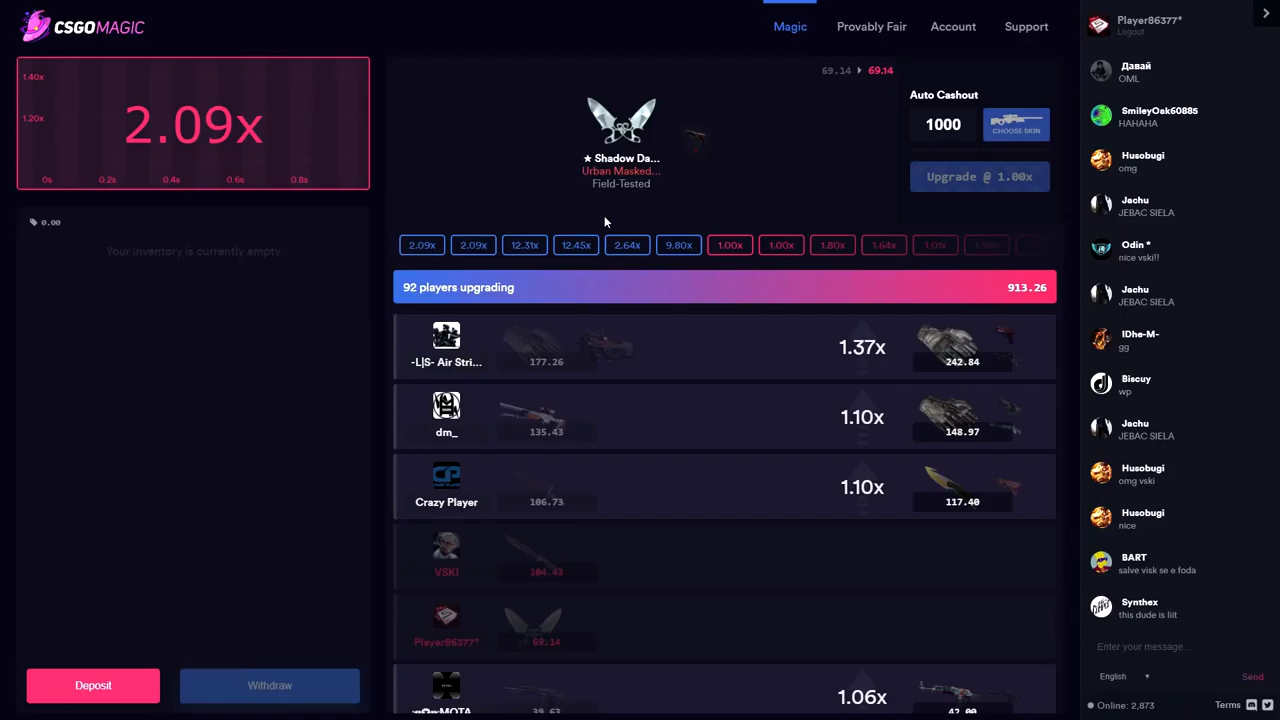 CSGOMAGIC
Magic
Provably Fair
Account
Support
1.40x
1.20x
2.09x
0s
0.2s
0.4s
0.6s
0.8s
0.00
Your inventory is currently empty
Deposit
Withdraw
69.14
69.14
★ Shadow Da...
Urban Masked...
Field-Tested
Auto Cashout
1000
CHOOSE SKIN
Upgrade @ 1.00x
2.09x
2.09x
12.31x
12.45x
2.64x
9.80x
1.00x
1.00x
1.80x
1.64x
1.01x
92 players upgrading
913.26
-L|S- Air Stri...
177.26
1.37x
242.84
dm_
135.43
1.10x
148.97
Crazy Player
106.73
1.10x
117.40
VSKI
104.43
Player86377*
69.14
MOTA
39.63
1.06x
42.00
Player86377*
Logout
Давай
OML
SmileyOak60885
HAHAHA
Husobugi
omg
Jachu
JEBAC SIELA
Odin *
nice vski!!
Jachu
JEBAC SIELA
IDhe-M-
gg
Biscuy
wp
Jachu
JEBAC SIELA
Husobugi
omg vski
Husobugi
nice
BART
salve visk se e foda
Synthex
this dude is liit
Enter your message...
English
Send
Online: 2,873
Terms